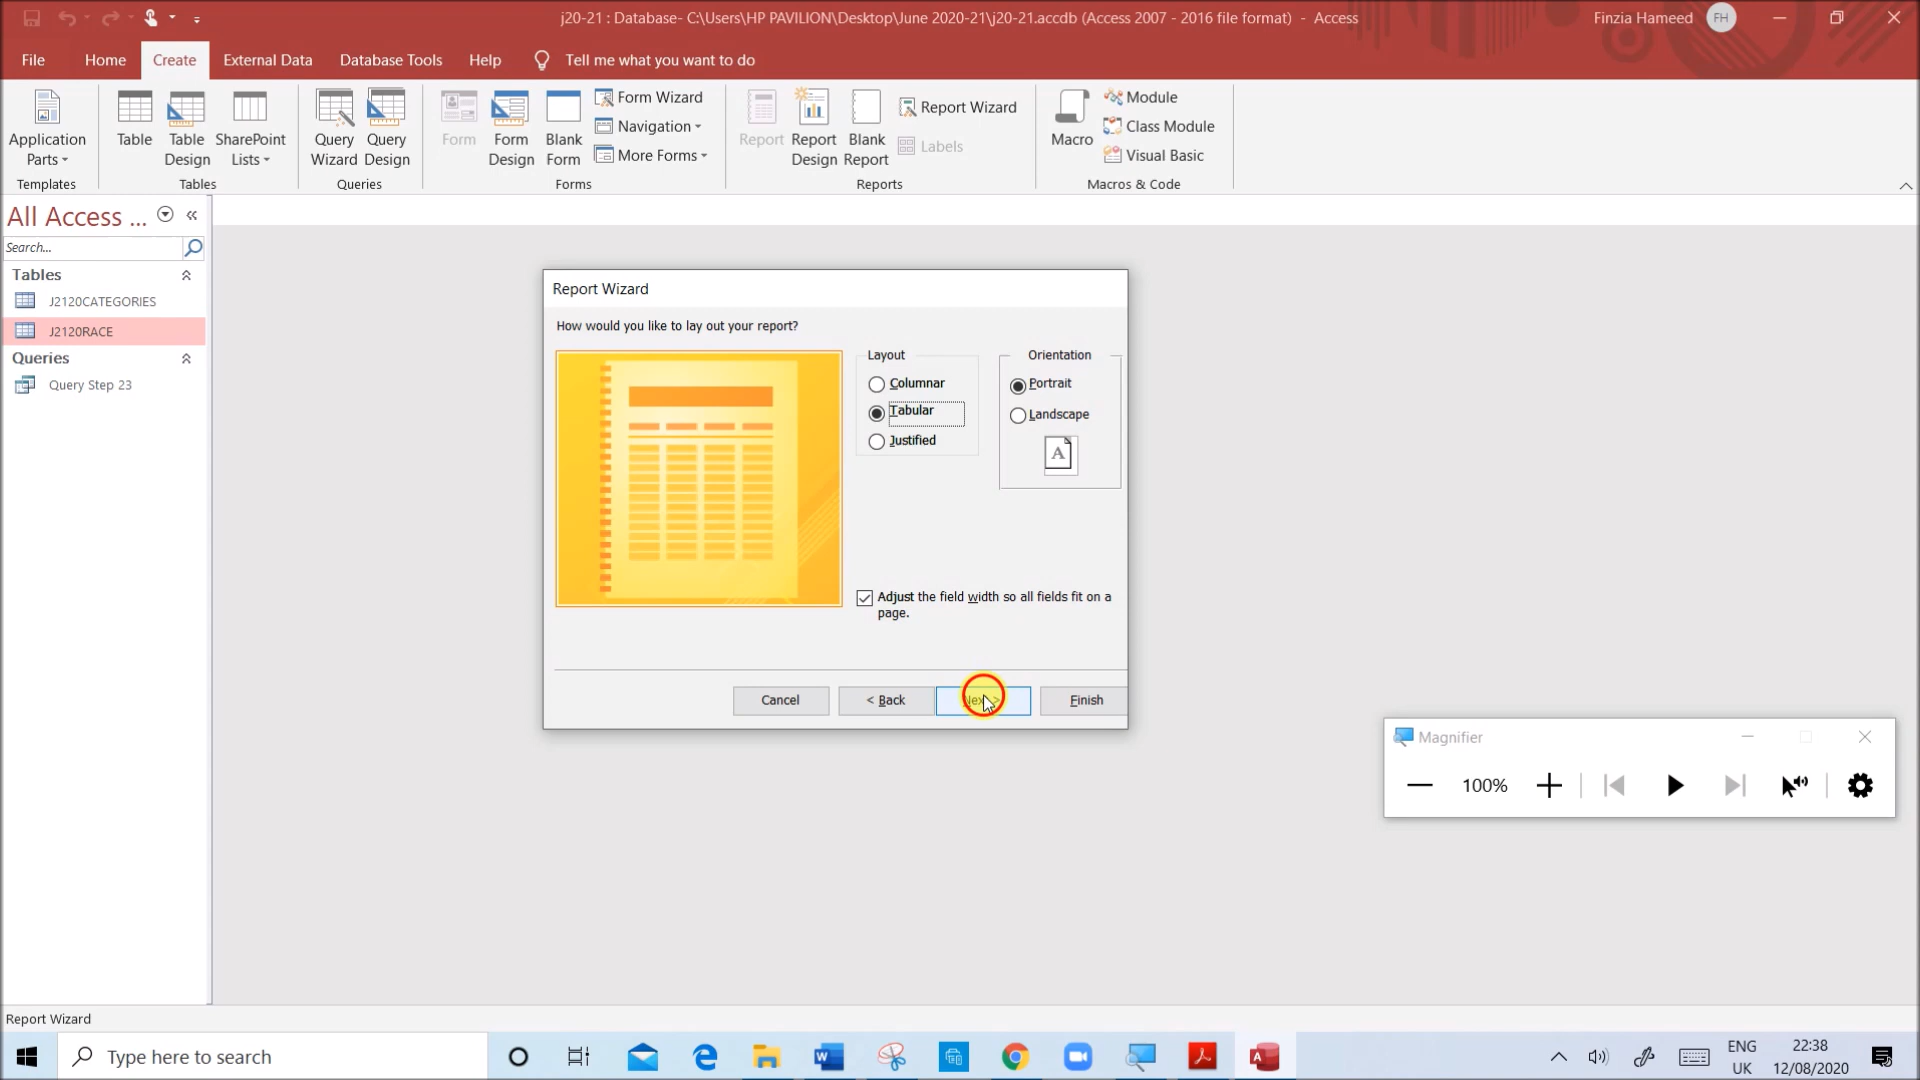 j20-21 : Database- C:\Users\HP PAVILION\Desktop\June 2020-21\j20-21.accdb (Access 2007 - 2016 file format)  -  Access
Finzia Hameed
FH
File
Home
Create
External Data
Database Tools
Help
Tell me what you want to do
Application
Parts
Templates
Table
Table
Design
SharePoint
Lists
Tables
Query
Wizard
Query
Design
Queries
Form
Form
Design
Blank
Form
Form Wizard
Navigation
More Forms
Forms
Report
Report
Design
Blank
Report
Report Wizard
Labels
Reports
Macro
Module
Class Module
Visual Basic
Macros & Code
All Access ...
Search...
Tables
J2120CATEGORIES
J2120RACE
Queries
Query Step 23
Report Wizard
How would you like to lay out your report?
Layout
Columnar
Tabular
Justified
Orientation
Portrait
Landscape
A
Adjust the field width so all fields fit on a
page.
Cancel
< Back
Next >
Finish
Magnifier
100%
Report Wizard
Type here to search
ENG
UK
22:38
12/08/2020